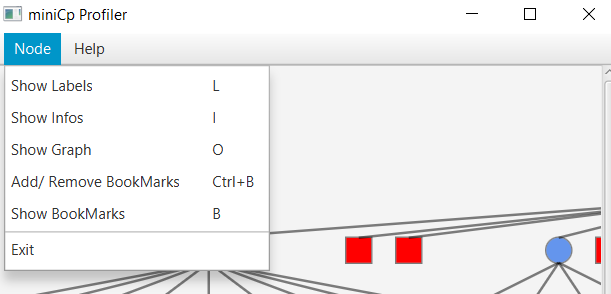 miniCp Profiler
Node Help
Show Labels L
Show Infos I
Show Graph O
Add/ Remove BookMarks Ctrl+B
Show BookMarks B
Exit